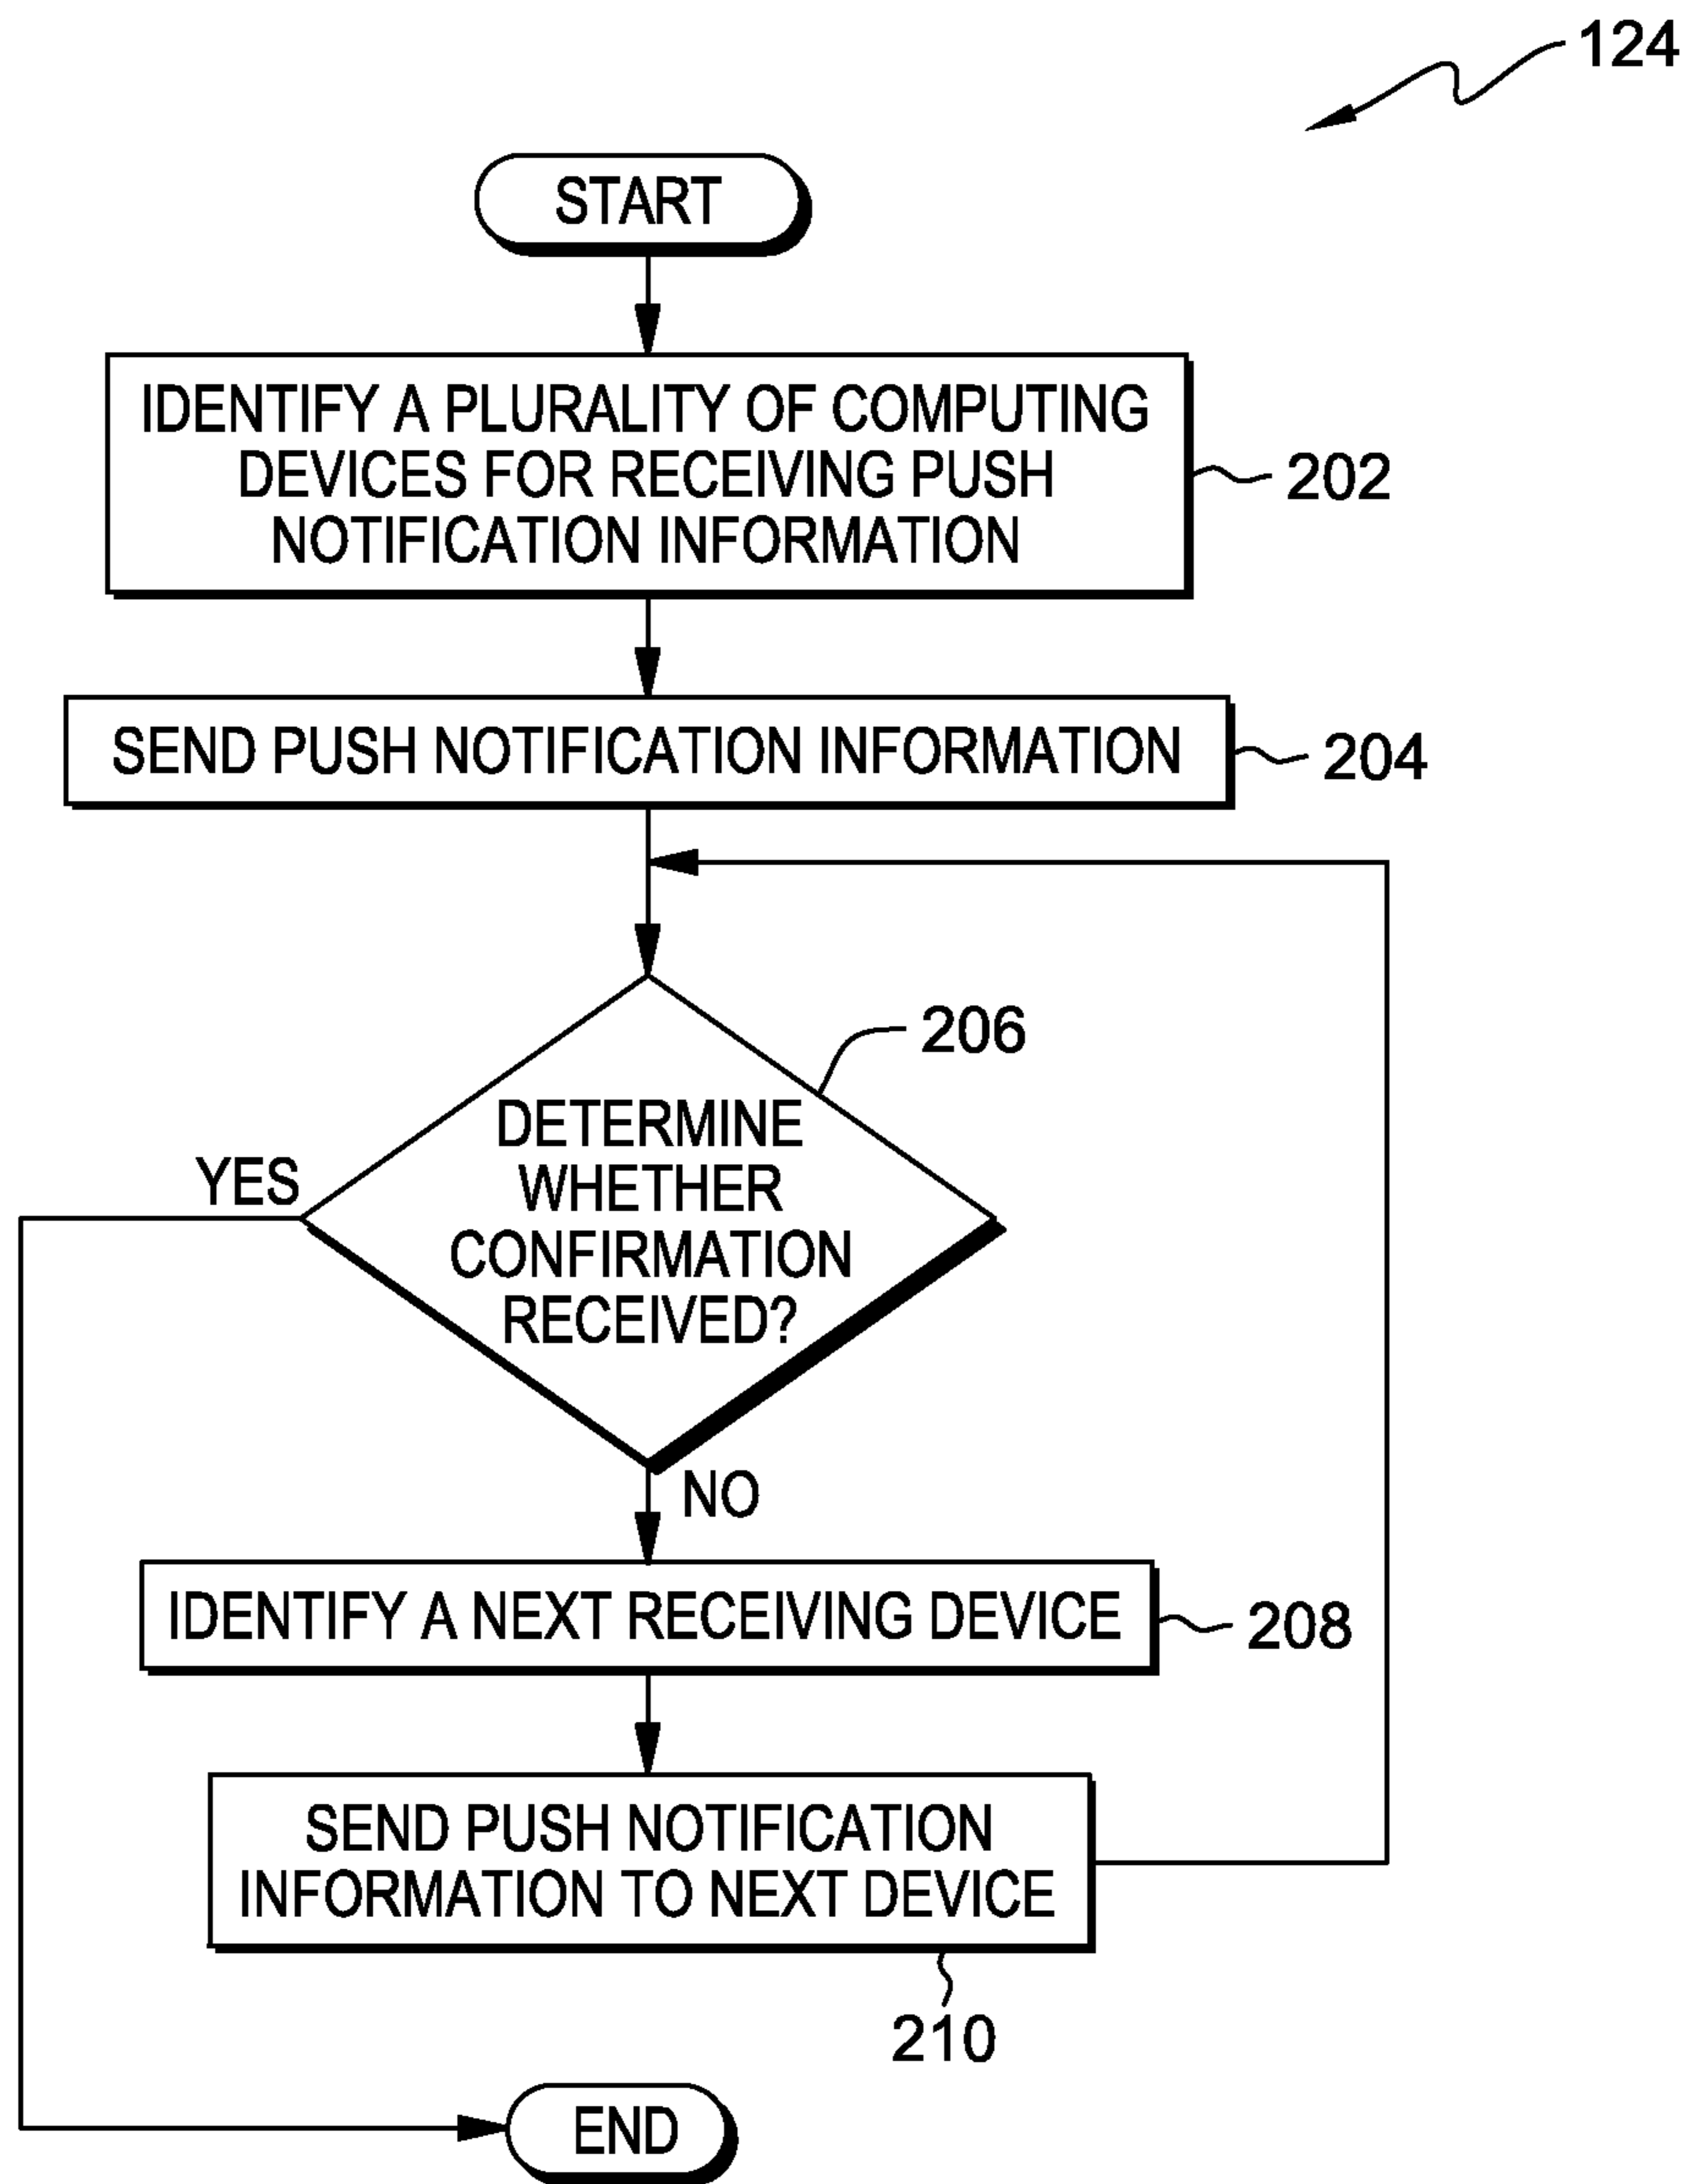 124
START
IDENTIFY A PLURALITY OF COMPUTING
DEVICES FOR RECEIVING PUSH
NOTIFICATION INFORMATION
202
SEND PUSH NOTIFICATION INFORMATION
204
206
DETERMINE
WHETHER
CONFIRMATION
RECEIVED?
YES
NO
IDENTIFY A NEXT RECEIVING DEVICE
208
SEND PUSH NOTIFICATION
INFORMATION TO NEXT DEVICE
210
END